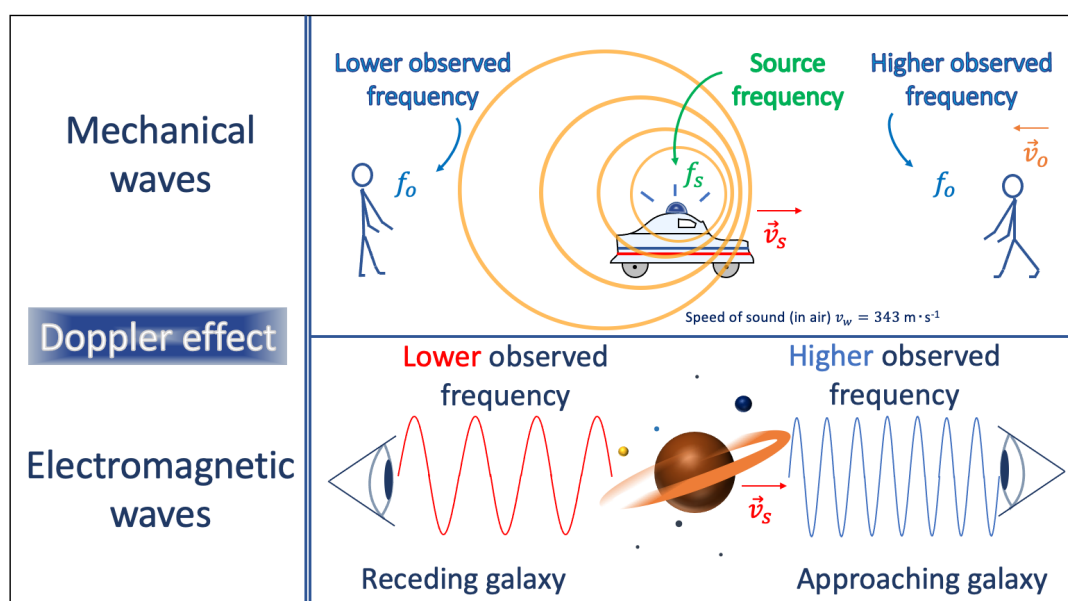 Mechanical
waves
Doppler effect
Electromagnetic
waves
Lower observed
frequency
Source
frequency
Higher observed
frequency
f_o
f_s
f_o
v⃗_o
v⃗_s
Speed of sound (in air) v_w = 343 m·s⁻¹
Lower observed
frequency
Higher observed
frequency
v⃗_s
Receding galaxy
Approaching galaxy